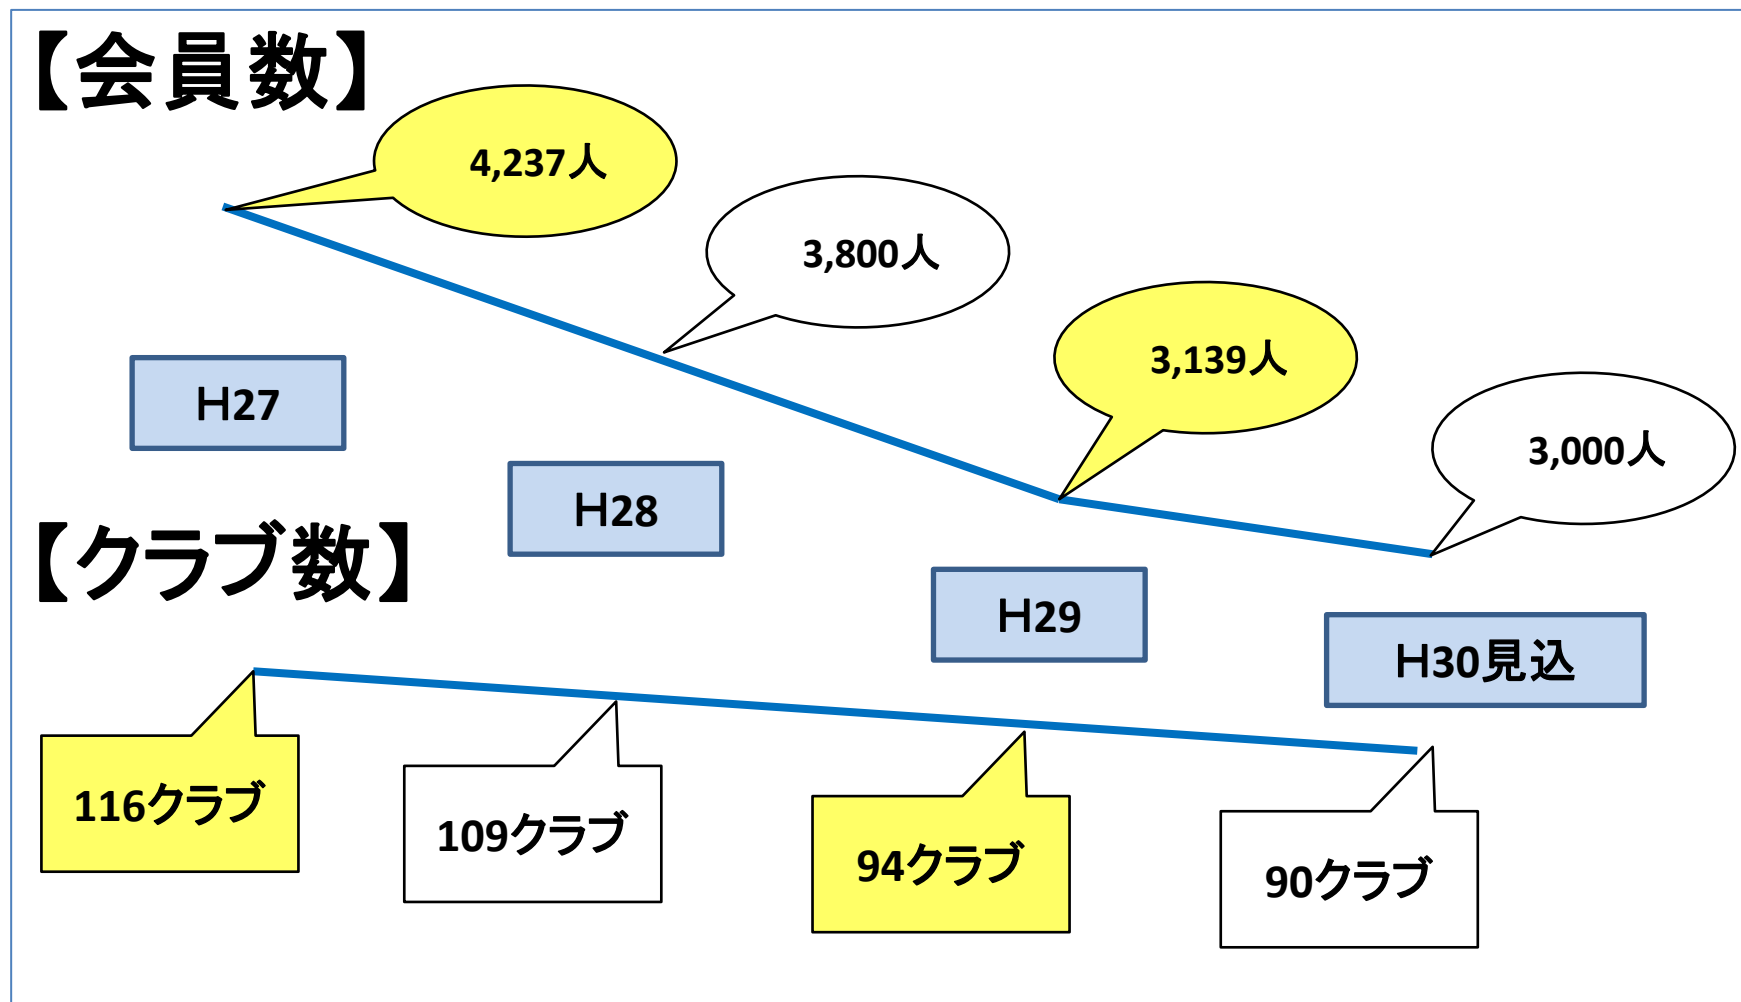 【会員数】
4,237人
3,800人
3,139人
3,000人
H27
H28
H29
H30見込
【クラブ数】
116クラブ
109クラブ
94クラブ
90クラブ